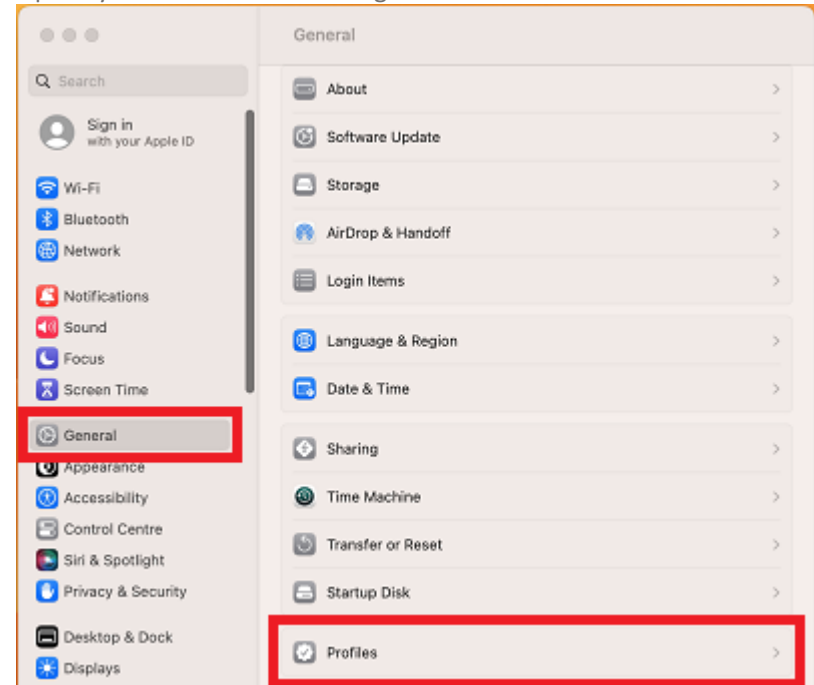 General
Search
Sign in
with your Apple ID
Wi-Fi
Bluetooth
Network
Notifications
Sound
Focus
Screen Time
General
Appearance
Accessibility
Control Centre
Siri & Spotlight
Privacy & Security
Desktop & Dock
Displays
About
Software Update
Storage
AirDrop & Handoff
Login Items
Language & Region
Date & Time
Sharing
Time Machine
Transfer or Reset
Startup Disk
Profiles